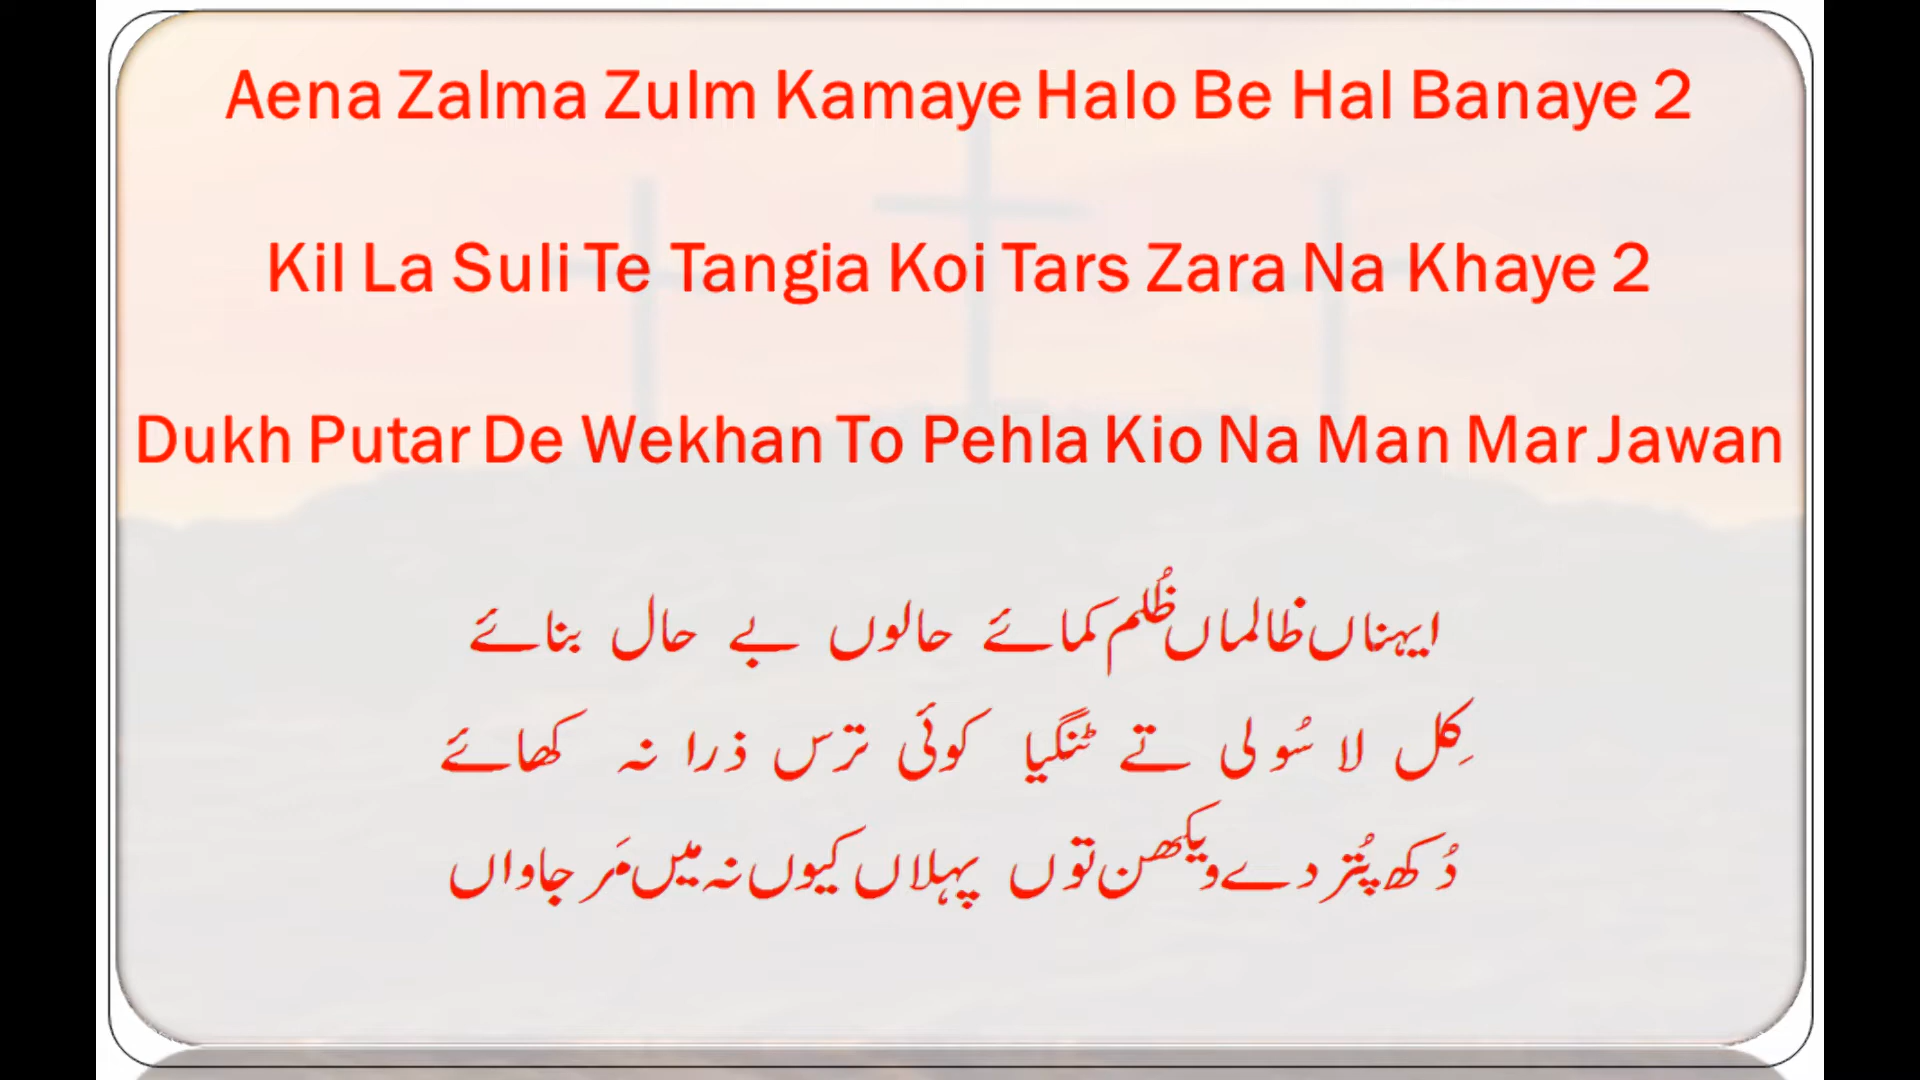 Aena Zalma Zulm Kamaye Halo Be Hal Banaye 2
Kil La Suli Te Tangia Koi Tars Zara Na Khaye 2
Dukh Putar De Wekhan To Pehla Kio Na Man Mar Jawan
ایہناں ظالماں ظُلم کمائے حالوں بے حال بنائے
کِل لا سُولی تے ٹنگیا کوئی ترس ذرا نہ کھائے
دُکھ پُتر دے ویکھن توں پہلاں کیوں نہ میں مَر جاواں